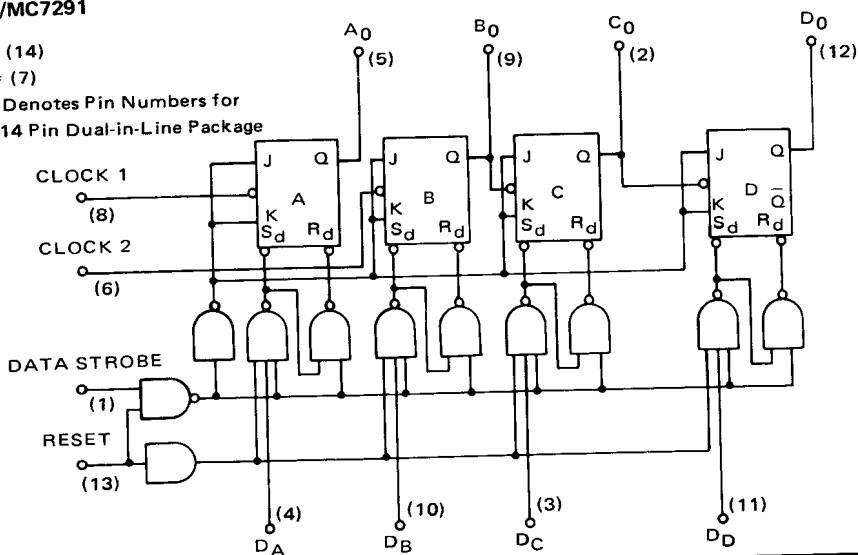 /MC7291
(14)
= (7)
Denotes Pin Numbers for
14 Pin Dual-in-Line Package
A0
(5)
B0
(9)
C0
(2)
D0
(12)
CLOCK 1
(8)
CLOCK 2
(6)
J Q
A
K
Sd Rd
J Q
B
K
Sd Rd
J Q
C
K
Sd Rd
J Q
D Q̅
K
Sd Rd
DATA STROBE
(1)
RESET
(13)
(4)
DA
(10)
DB
(3)
DC
(11)
DD